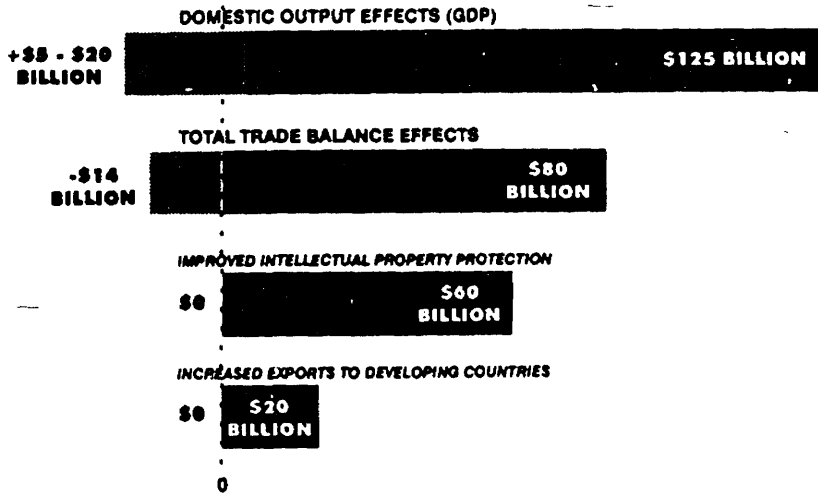 DOMESTIC OUTPUT EFFECTS (GDP)
+$5 - $20
BILLION
$125 BILLION
TOTAL TRADE BALANCE EFFECTS
-$14
BILLION
$80
BILLION
IMPROVED INTELLECTUAL PROPERTY PROTECTION
$0
$60
BILLION
INCREASED EXPORTS TO DEVELOPING COUNTRIES
$0
$20
BILLION
0